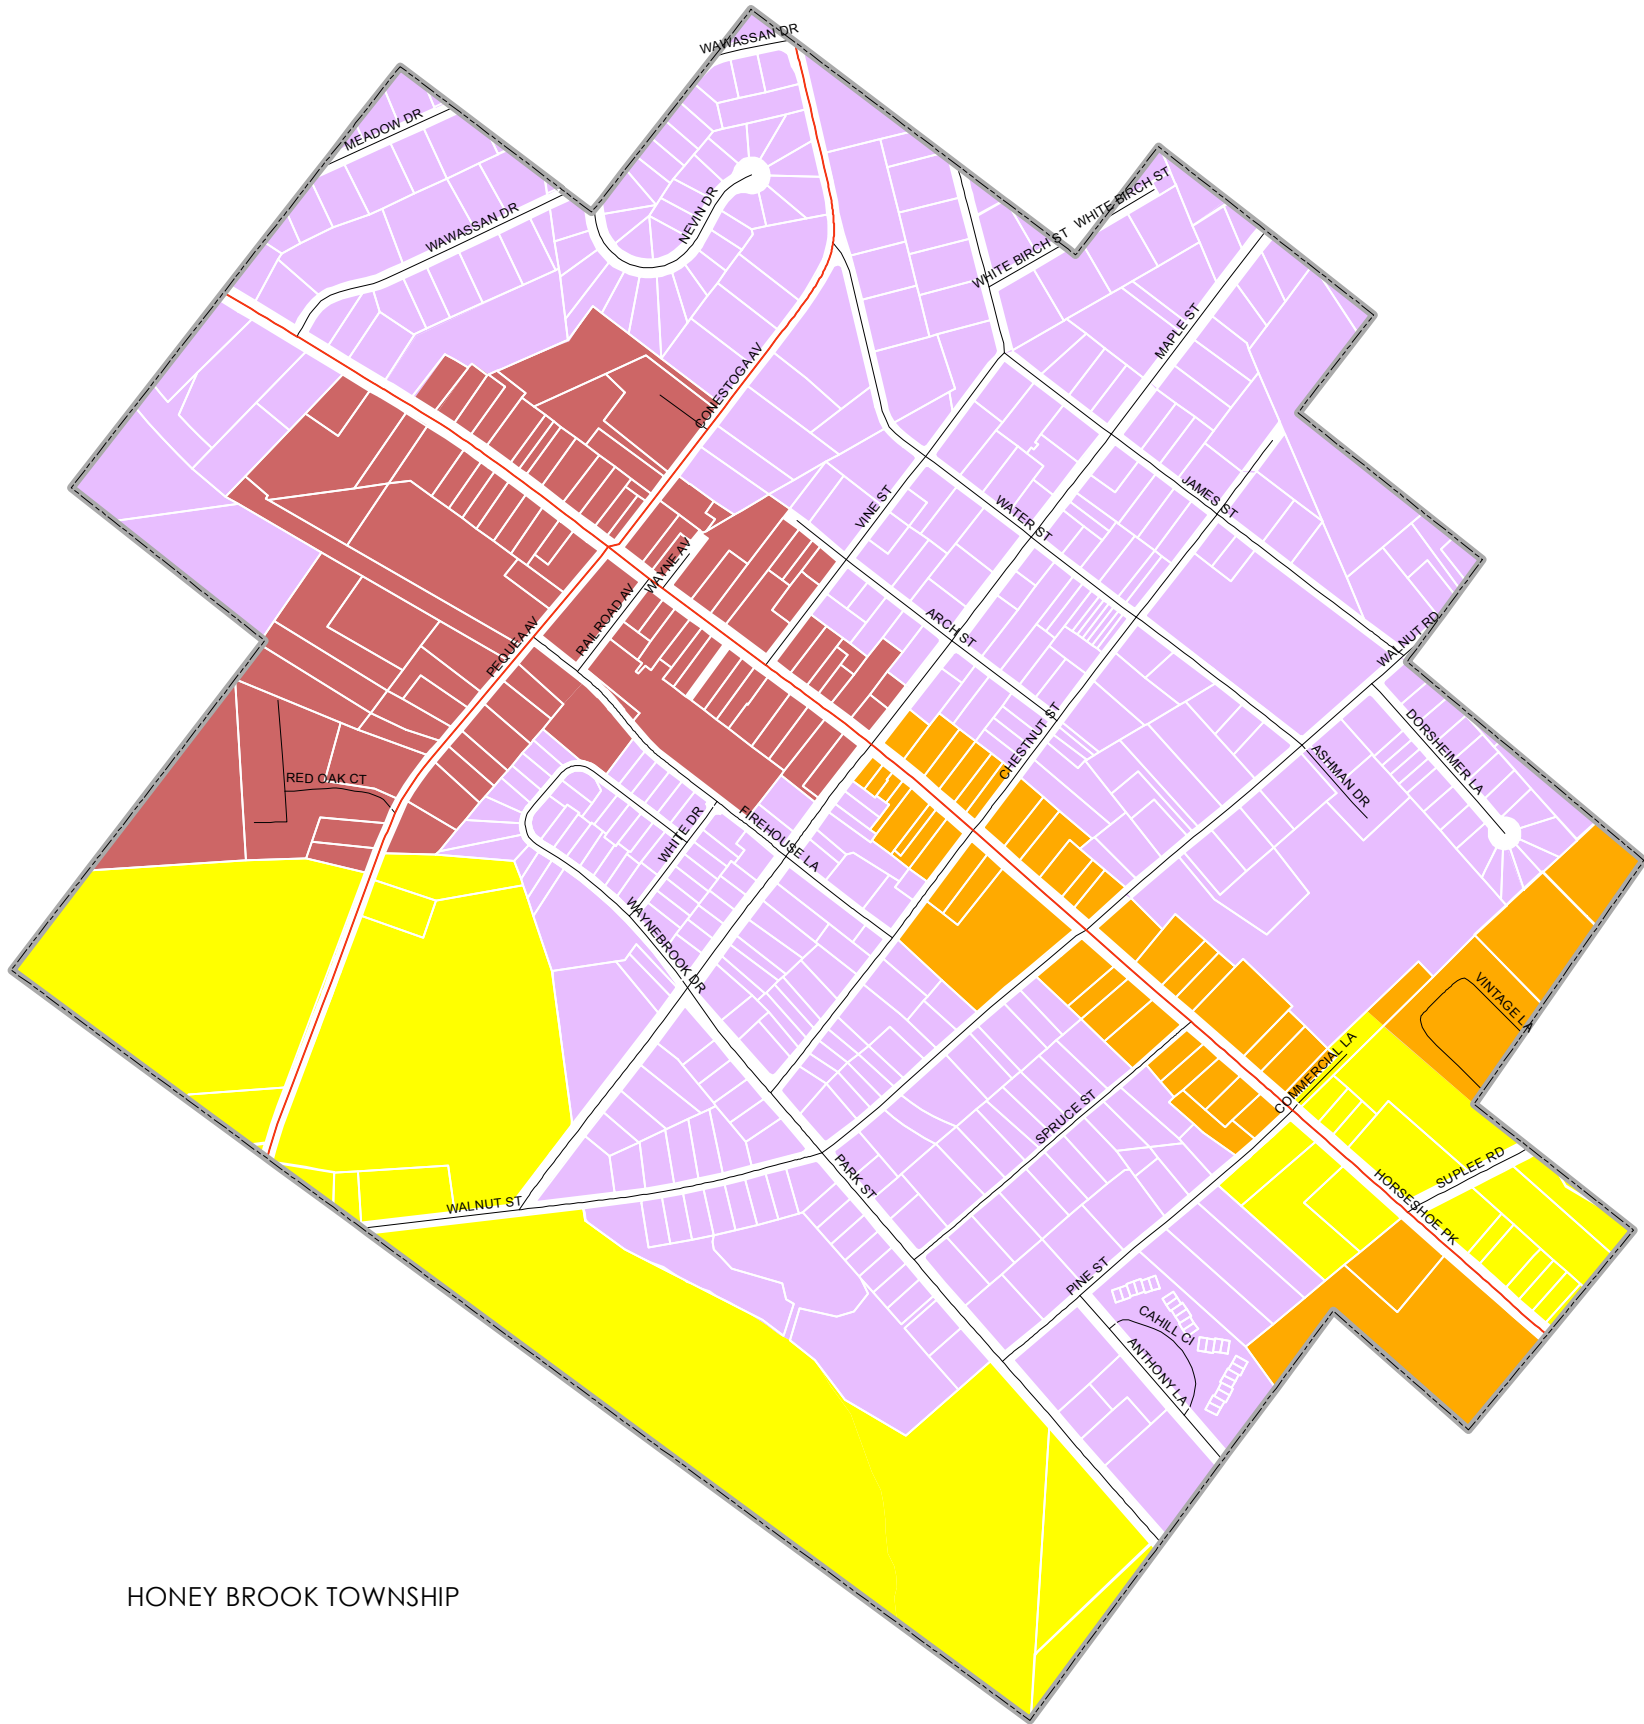 WAWASSAN DR
MEADOW DR
WHITE BIRCH ST
WAWASSAN DR
NEVIN DR
WHITE BIRCH ST
MAPLE ST
CONESTOGA AV
VINE ST
WATER ST
JAMES ST
WAYNE AV
RAILROAD AV
ARCH ST
PEQUEA AV
WALNUT RD
CHESTNUT ST
DORSHEIMER LA
ASHMAN DR
RED OAK CT
WHITE DR
FIREHOUSE LA
WAYNEBROOK DR
VINTAGE LA
COMMERCIAL LA
SPRUCE ST
PARK ST
HORSESHOE PK
SUPLEE RD
WALNUT ST
PINE ST
CAHILL CI
ANTHONY LA
HONEY BROOK TOWNSHIP